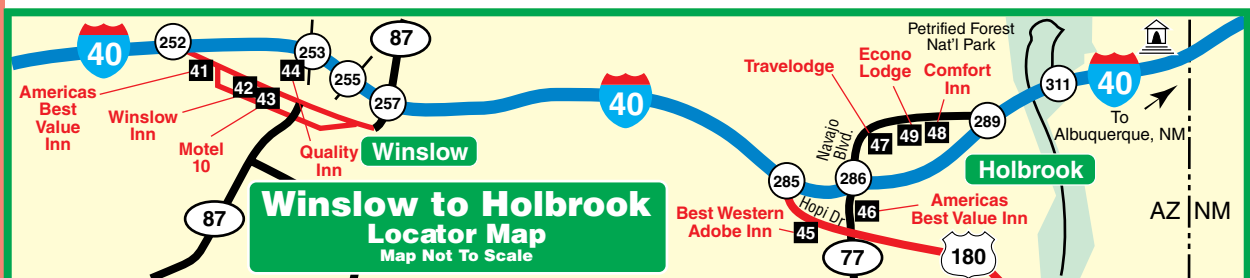 252
40
253
87
255
257
41
42
43
44
Americas
Best
Value
Inn
Winslow
Inn
Motel
10
Quality
Inn
Winslow
87
Winslow to Holbrook
Locator Map
Map Not To Scale
40
Travelodge
Econo
Lodge
Comfort
Inn
Petrified Forest
Nat'l Park
311
40
To
Albuquerque, NM
Navajo
Blvd.
47
49
48
289
Holbrook
285
286
Hopi Dr
46
Americas
Best Value Inn
Best Western
Adobe Inn
45
77
180
AZ
NM